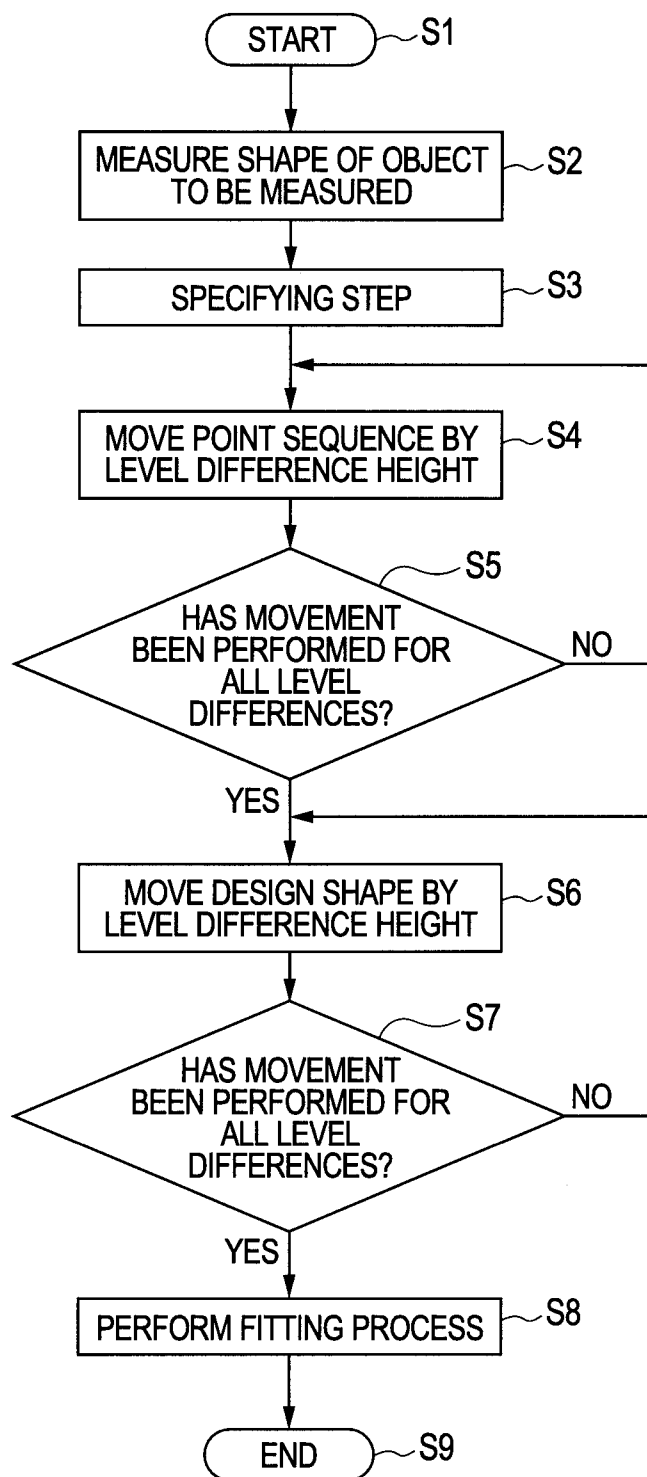 START
S1
MEASURE SHAPE OF OBJECT
TO BE MEASURED
S2
SPECIFYING STEP
S3
MOVE POINT SEQUENCE BY
LEVEL DIFFERENCE HEIGHT
S4
S5
HAS MOVEMENT
BEEN PERFORMED FOR
ALL LEVEL
DIFFERENCES?
NO
YES
MOVE DESIGN SHAPE BY
LEVEL DIFFERENCE HEIGHT
S6
S7
HAS MOVEMENT
BEEN PERFORMED FOR
ALL LEVEL
DIFFERENCES?
NO
YES
PERFORM FITTING PROCESS
S8
END
S9